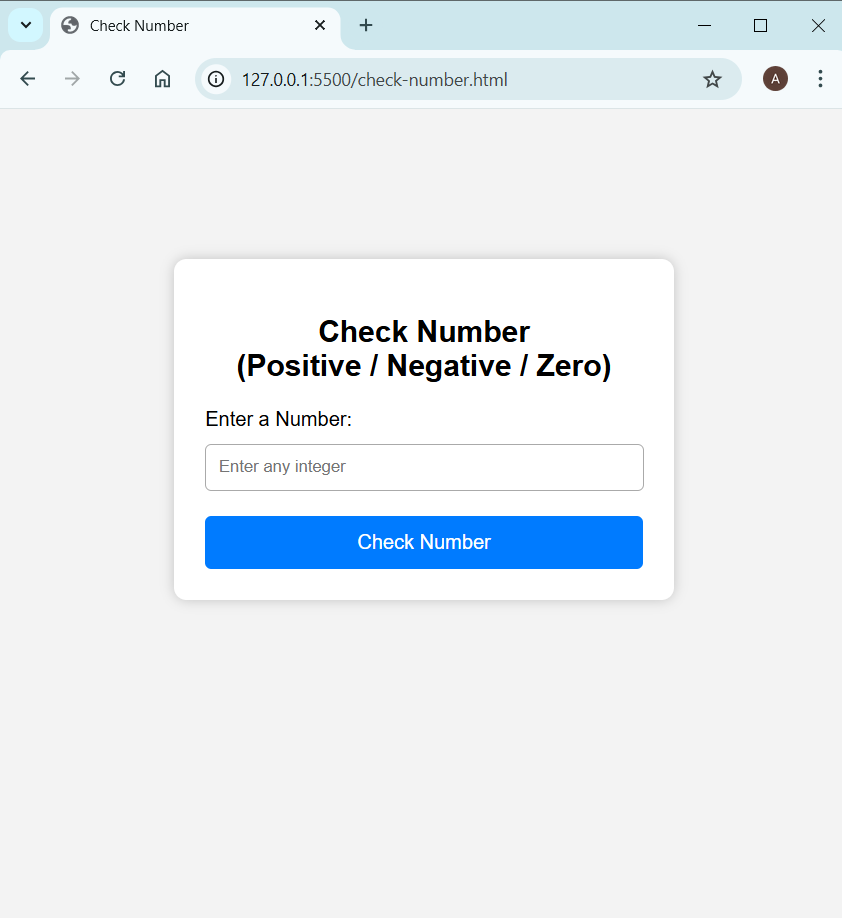 Check Number
127.0.0.1:5500/check-number.html
A
Check Number
(Positive / Negative / Zero)
Enter a Number:
Enter any integer
Check Number